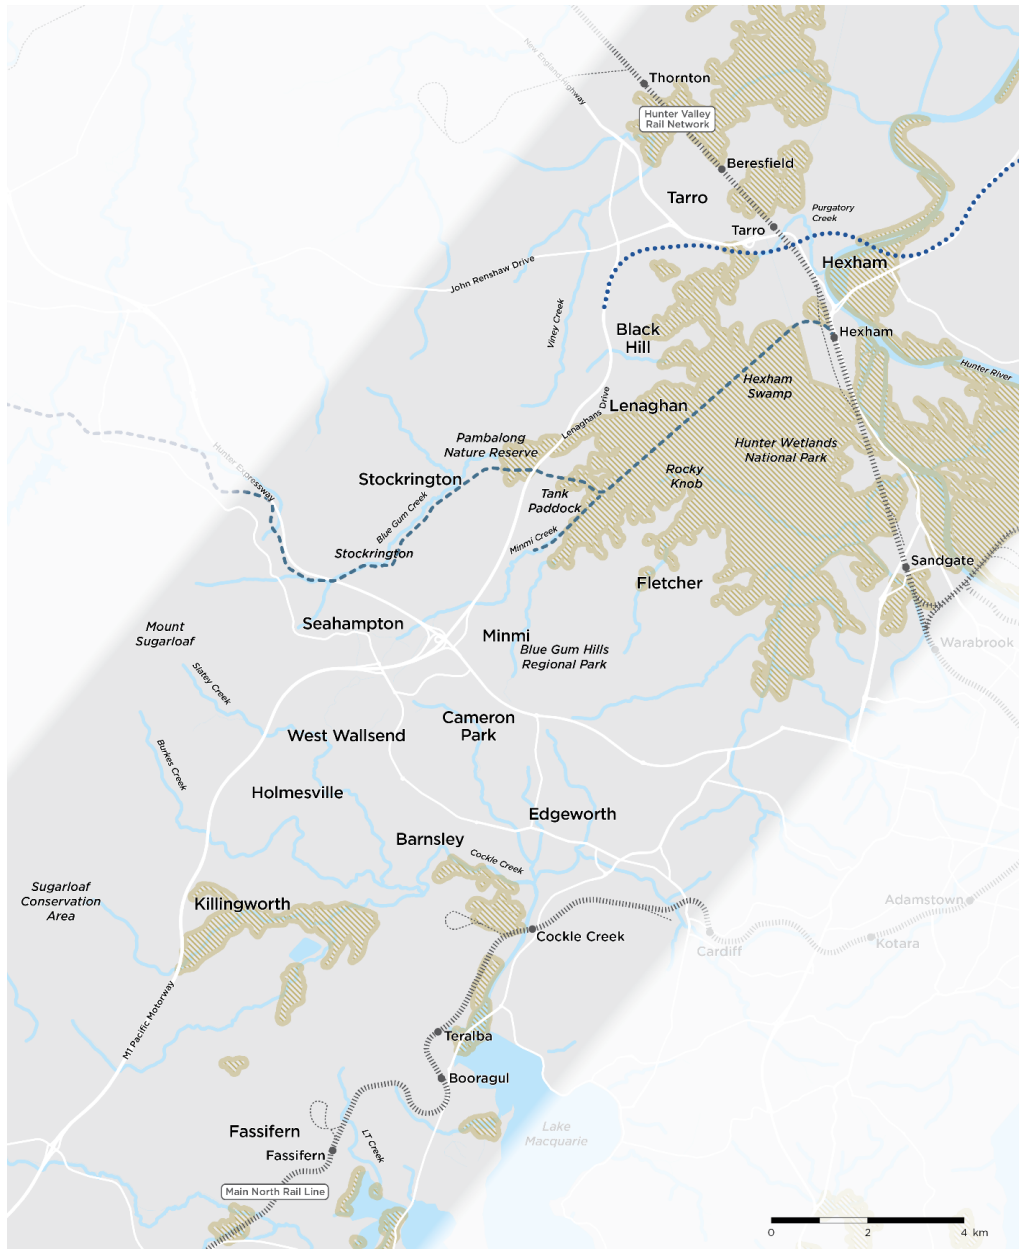 New England Highway
Thornton
Hunter Valley
Rail Network
Beresfield
Tarro
Purgatory
Creek
Tarro
Hexham
John Renshaw Drive
Viney Creek
Black
Hill
Hexham
Hunter River
Hexham
Swamp
Lenaghans Drive
Lenaghan
Pambalong
Nature Reserve
Hunter Wetlands
National Park
Hunter Expressway
Stockrington
Rocky
Knob
Tank
Paddock
Blue Gum Creek
Minmi Creek
Stockrington
Sandgate
Fletcher
Mount
Sugarloaf
Seahampton
Minmi
Blue Gum Hills
Regional Park
Warabrook
Slatey Creek
Cameron
Park
West Wallsend
Burkes Creek
Holmesville
Edgeworth
Barnsley
Cockle Creek
Sugarloaf
Conservation
Area
Killingworth
Adamstown
Cockle Creek
Cardiff
Kotara
M1 Pacific Motorway
Teralba
Booragul
Fassifern
Lake
Macquarie
LT Creek
Fassifern
Main North Rail Line
0 2 4 km